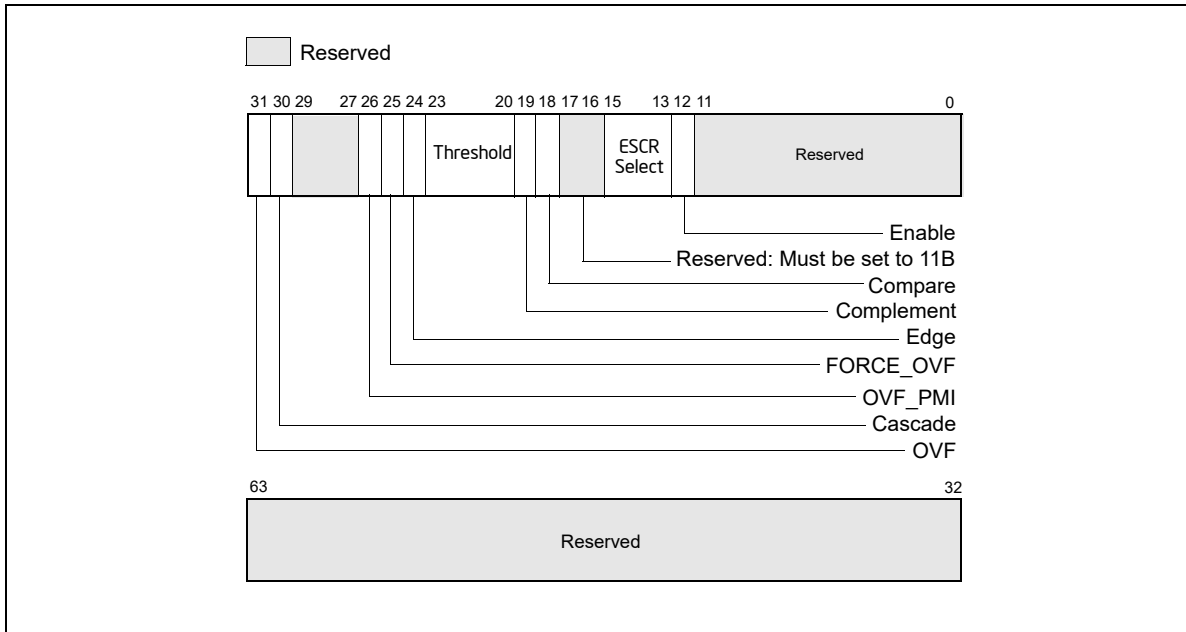 Reserved
31 30 29 27 26 25 24 23 20 19 18 17 16 15 13 12 11 0
Threshold
ESCR
Select
Reserved
Enable
Reserved: Must be set to 11B
Compare
Complement
Edge
FORCE_OVF
OVF_PMI
Cascade
OVF
63 32
Reserved